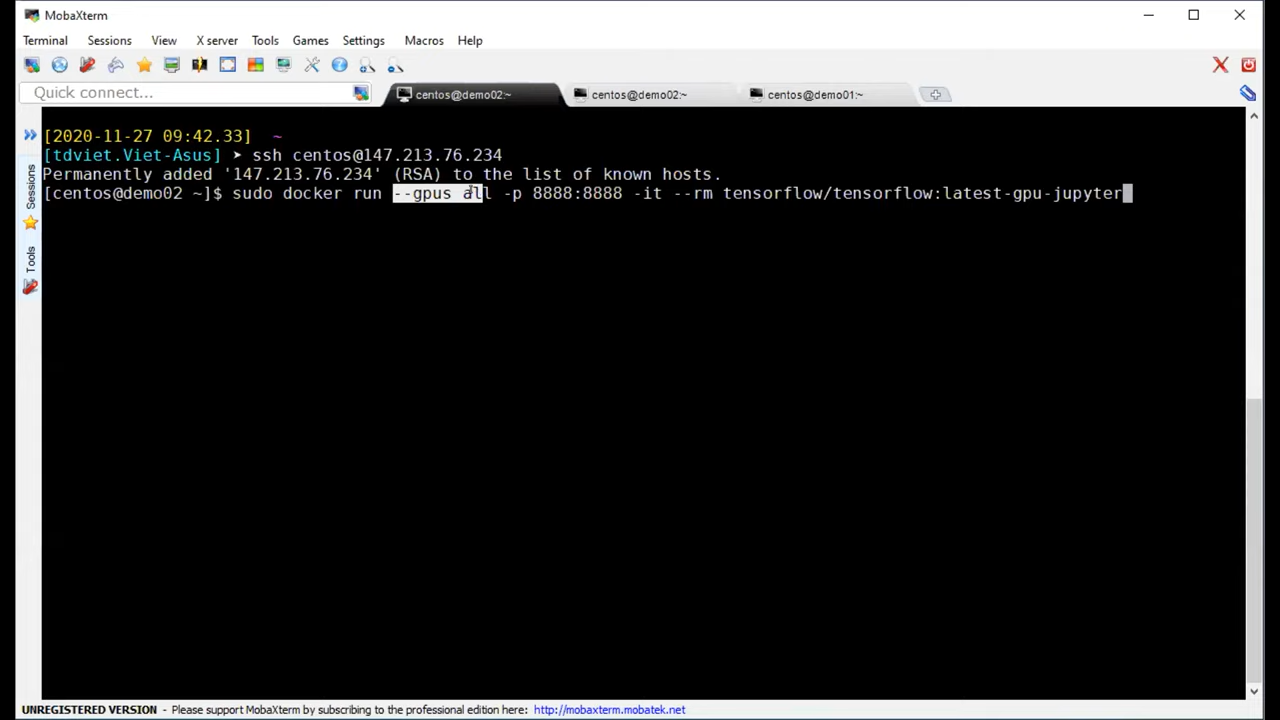 MobaXterm
Terminal Sessions View X server Tools Games Settings Macros Help
Quick connect...
centos@demo02:~ centos@demo02:~ centos@demo01:~
Sessions
Tools
[2020-11-27 09:42.33] ~
[tdviet.Viet-Asus] ➤ ssh centos@147.213.76.234
Permanently added '147.213.76.234' (RSA) to the list of known hosts.
[centos@demo02 ~]$ sudo docker run --gpus all -p 8888:8888 -it --rm tensorflow/tensorflow:latest-gpu-jupyter
UNREGISTERED VERSION - Please support MobaXterm by subscribing to the professional edition here: http://mobaxterm.mobatek.net